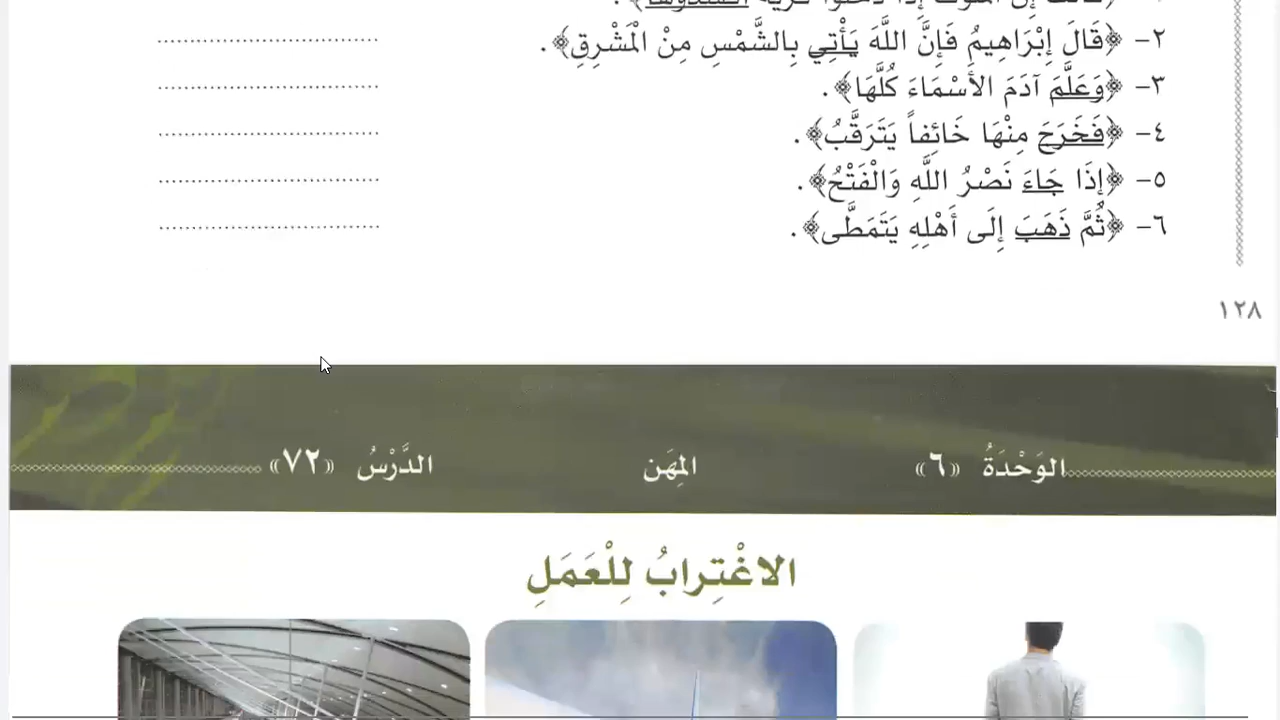 ٢- ﴿قَالَ إِبْرَاهِيمُ فَإِنَّ اللَّهَ يَأْتِي بِالشَّمْسِ مِنْ الْمَشْرِقِ﴾.
٣- ﴿وَعَلَّمَ آدَمَ الأَسْمَاءَ كُلَّهَا﴾.
٤- ﴿فَخَرَجَ مِنْهَا خَائِفاً يَتَرَقَّبُ﴾.
٥- ﴿إِذَا جَاءَ نَصْرُ اللَّهِ وَالْفَتْحُ﴾.
٦- ﴿ثُمَّ ذَهَبَ إِلَى أَهْلِهِ يَتَمَطَّى﴾.
١٢٨
الوَحْدَةُ «٦» المِهَن الدَّرْسُ «٧٢»
الاغْتِرابُ لِلْعَمَلِ